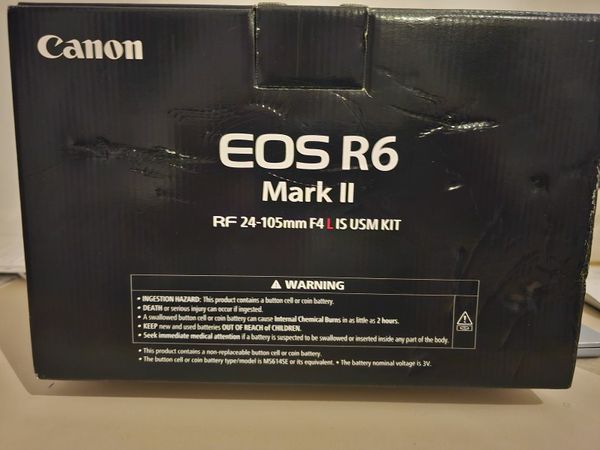 Canon
EOS R6
Mark II
RF 24-105mm F4 L IS USM KIT
⚠ WARNING
• INGESTION HAZARD: This product contains a button cell or coin battery.
• DEATH or serious injury can occur if ingested.
• A swallowed button cell or coin battery can cause Internal Chemical Burns in as little as 2 hours.
• KEEP new and used batteries OUT OF REACH of CHILDREN.
• Seek immediate medical attention if a battery is suspected to be swallowed or inserted inside any part of the body.
• This product contains a non-replaceable button cell or coin battery.
• The button cell or coin battery type/model is MS614SE or its equivalent. • The battery nominal voltage is 3V.